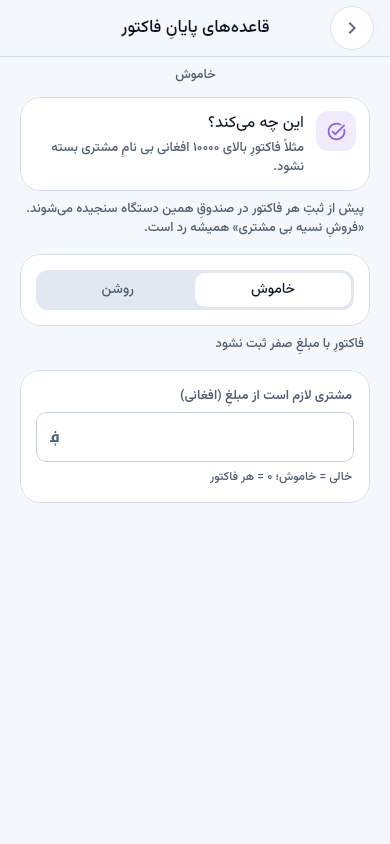 قاعده‌های پایانِ فاکتور
خاموش
این چه می‌کند؟
مثلاً فاکتورِ بالای ۱۰۰۰۰ افغانی بی نامِ مشتری بسته
نشود.
پیش از ثبتِ هر فاکتور در صندوقِ همین دستگاه سنجیده می‌شوند.
«فروشِ نسیه بی مشتری» همیشه رد است.
خاموش
روشن
فاکتورِ با مبلغِ صفر ثبت نشود
مشتری لازم است از مبلغِ (افغانی)
؋
خالی = خاموش؛ ۰ = هر فاکتور